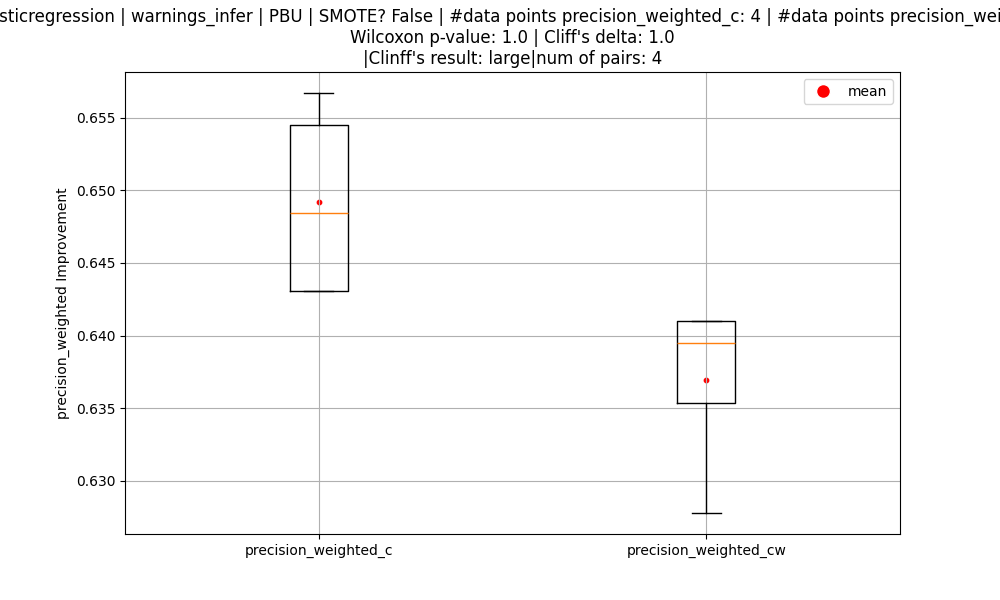 | warnings_infer | PBU | SMOTE? False | #data points precision_weighted_c: 4 | #data points
Wilcoxon p-value: 1.0 | Cliff's delta: 1.0
|Clinff's result: large|num of pairs: 4
mean
0.655
0.650
0.645
0.640
0.635
0.630
precision_weighted Improvement
precision_weighted_c
precision_weighted_cw